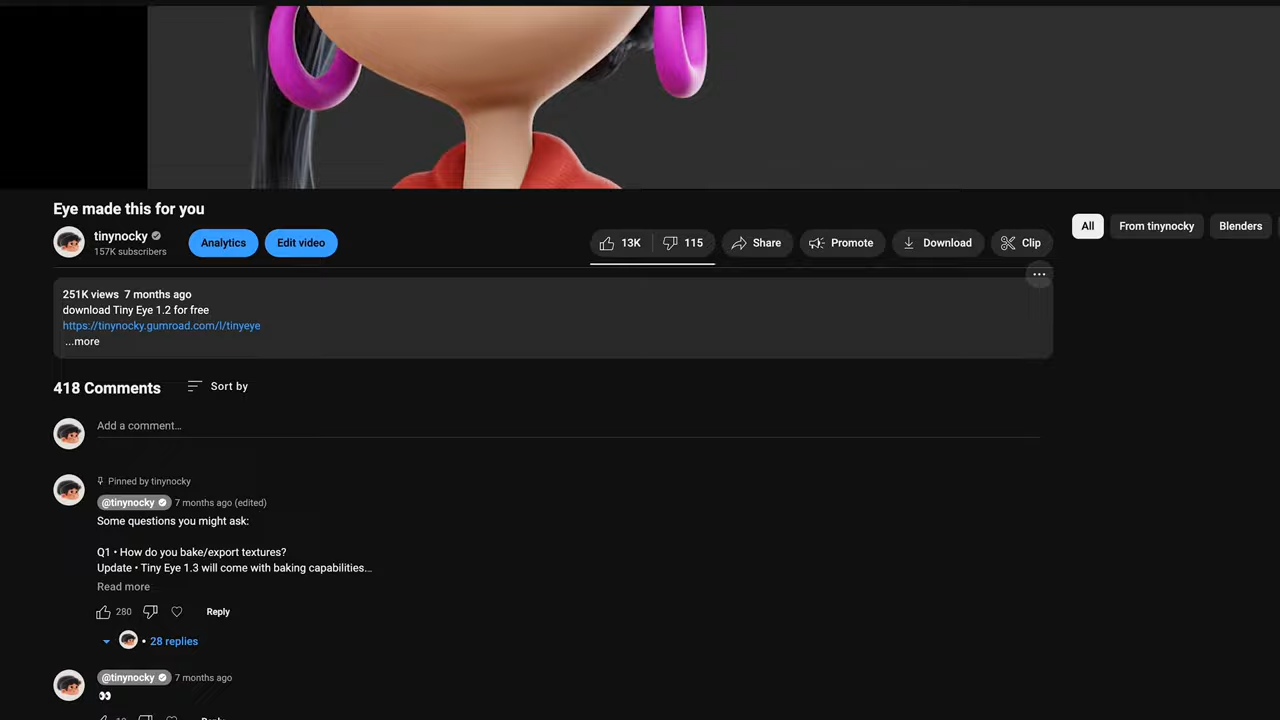 Eye made this for you
tinynocky
157K subscribers
Analytics
Edit video
13K
115
Share
Promote
Download
Clip
All
From tinynocky
Blenders
251K views 7 months ago
download Tiny Eye 1.2 for free
https://tinynocky.gumroad.com/l/tinyeye
...more
418 Comments
Sort by
Add a comment...
Pinned by tinynocky
@tinynocky 7 months ago (edited)
Some questions you might ask:
Q1 • How do you bake/export textures?
Update • Tiny Eye 1.3 will come with baking capabilities...
Read more
280
Reply
• 28 replies
@tinynocky 7 months ago